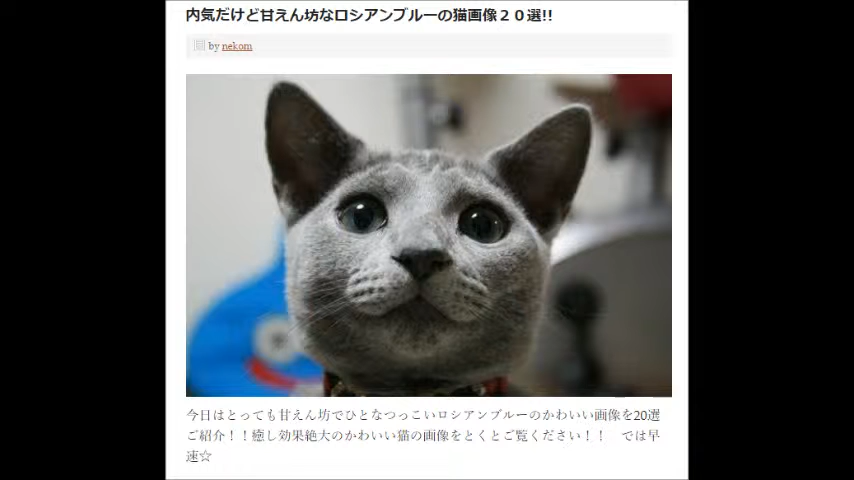 内気だけど甘えん坊なロシアンブルーの猫画像２０選!!
by nekom
今日はとっても甘えん坊でひとなつっこいロシアンブルーのかわいい画像を20選
ご紹介！！癒し効果絶大のかわいい猫の画像をとくとご覧ください！！　では早
速☆